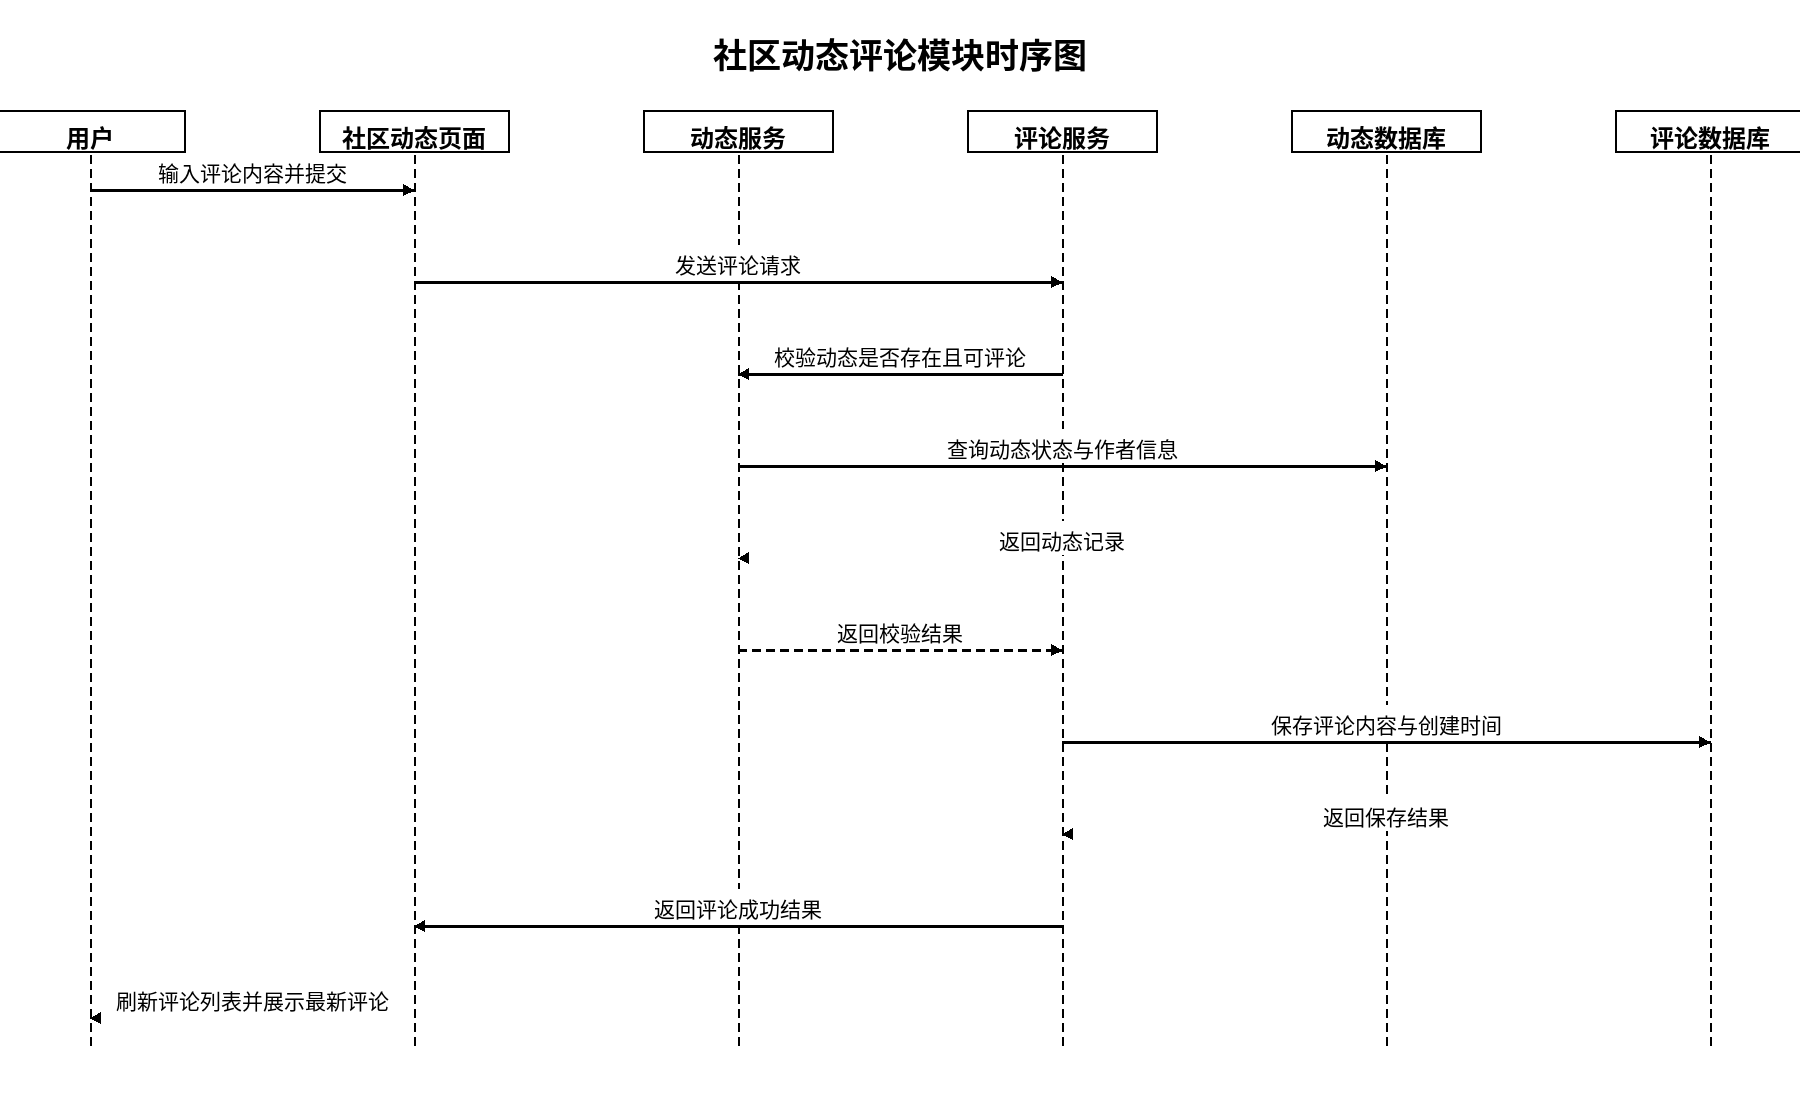 社区动态评论模块时序图
用户
社区动态页面
动态服务
评论服务
动态数据库
评论数据库
输入评论内容并提交
发送评论请求
校验动态是否存在且可评论
查询动态状态与作者信息
返回动态记录
返回校验结果
保存评论内容与创建时间
返回保存结果
返回评论成功结果
刷新评论列表并展示最新评论